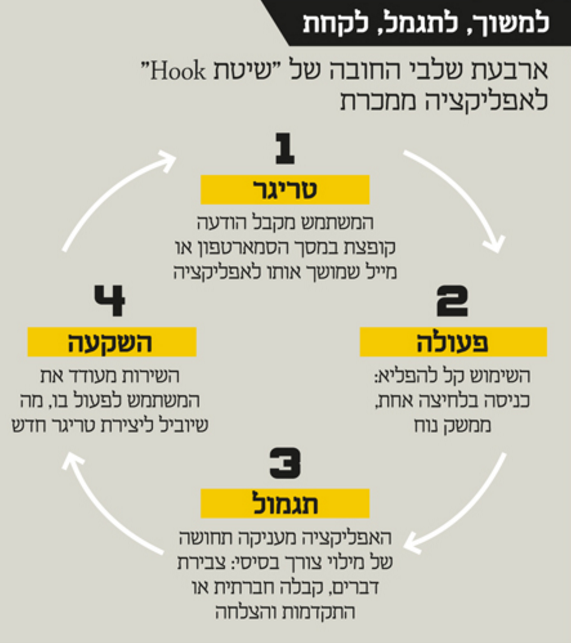 למשוך, לתגמל, לקחת
ארבעת שלבי החובה של "שיטת Hook"
לאפליקציה ממכרת
1
טריגר
המשתמש מקבל הודעה
קופצת במסך הסמארטפון או
מייל שמושך אותו לאפליקציה
2
פעולה
השימוש קל להפליא:
כניסה בלחיצה אחת,
ממשק נוח
3
תגמול
האפליקציה מעניקה תחושה
של מילוי צורך בסיסי: צבירת
דברים, קבלה חברתית או
התקדמות והצלחה
4
השקעה
השירות מעודד את
המשתמש לפעול בו, מה
שיוביל ליצירת טריגר חדש